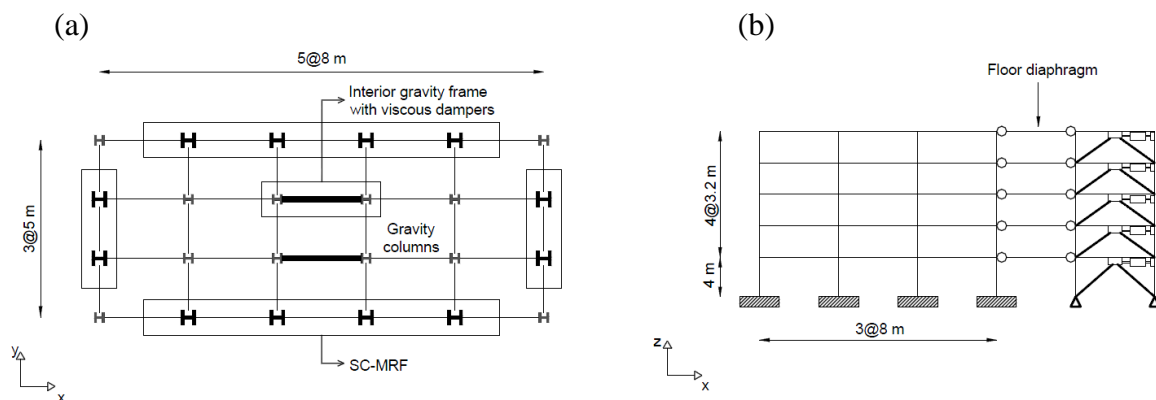 (a)
5@8 m
Interior gravity frame
with viscous dampers
3@5 m
Gravity
columns
SC-MRF
y
x
(b)
Floor diaphragm
4@3.2 m
4 m
3@8 m
z
x